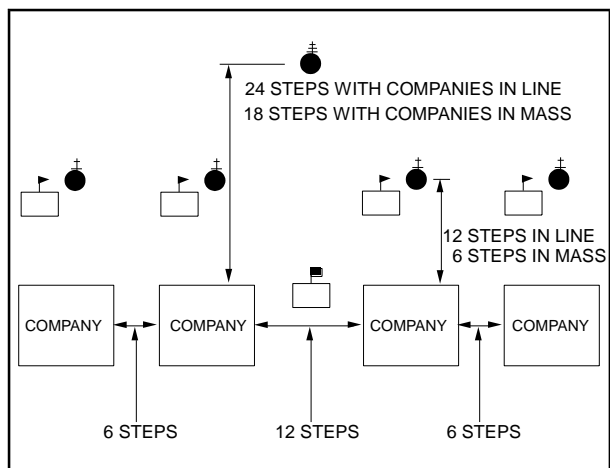 24 STEPS WITH COMPANIES IN LINE
18 STEPS WITH COMPANIES IN MASS
12 STEPS IN LINE
6 STEPS IN MASS
COMPANY
COMPANY
COMPANY
COMPANY
6 STEPS
12 STEPS
6 STEPS